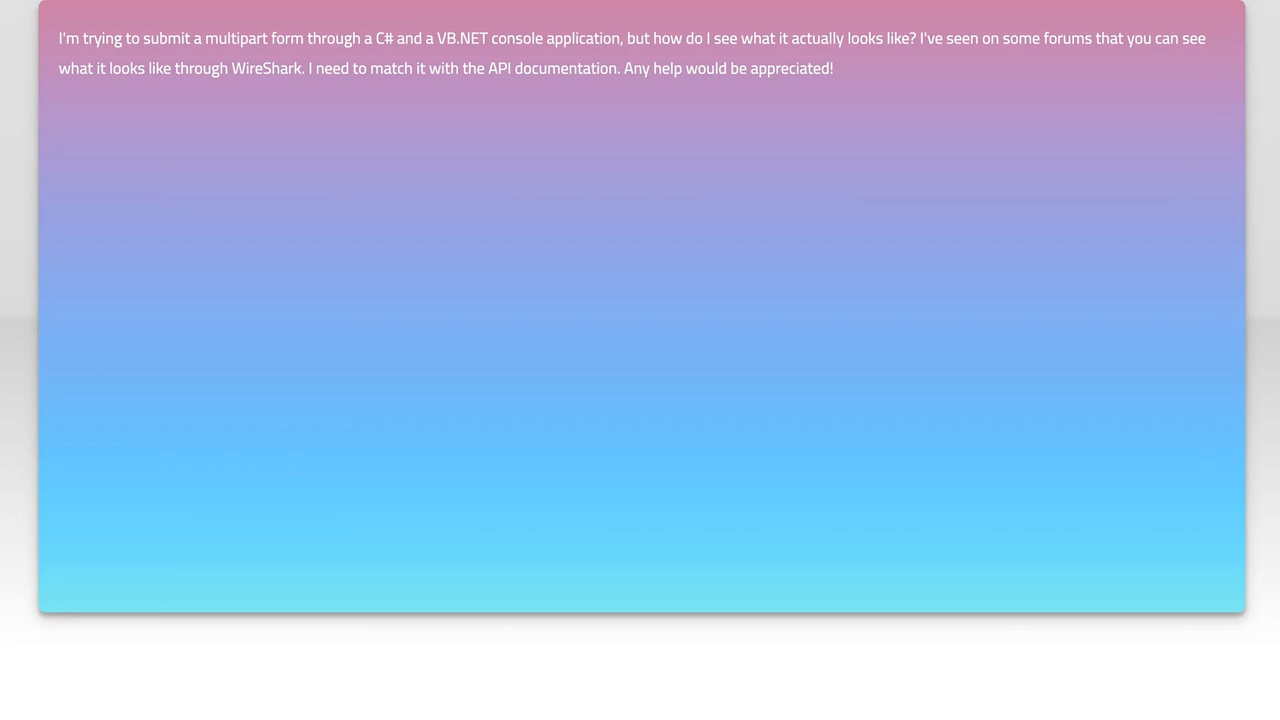 I'm trying to submit a multipart form through a C# and a VB.NET console application, but how do I see what it actually looks like? I've seen on some forums that you can see
what it looks like through WireShark. I need to match it with the API documentation. Any help would be appreciated!